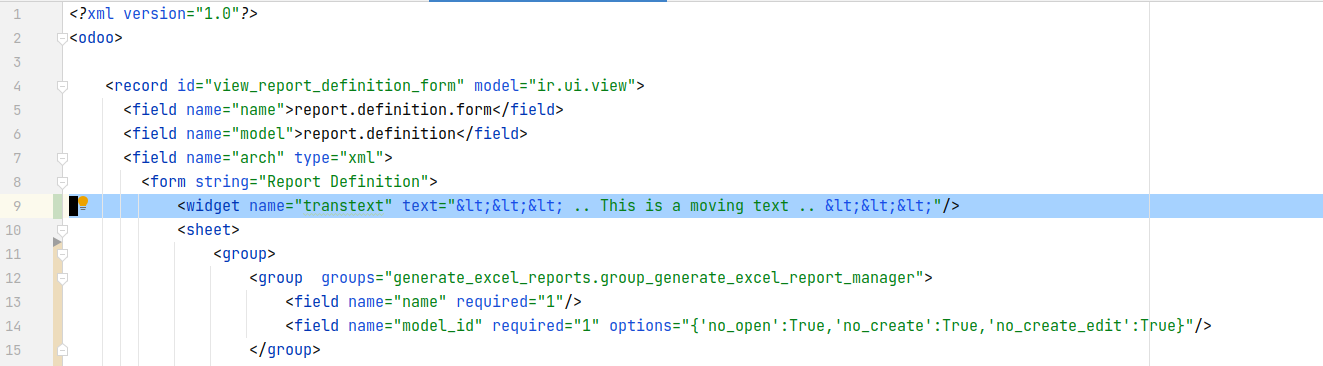 1 <?xml version="1.0"?>
2 <odoo>
3
4 <record id="view_report_definition_form" model="ir.ui.view">
5 <field name="name">report.definition.form</field>
6 <field name="model">report.definition</field>
7 <field name="arch" type="xml">
8 <form string="Report Definition">
9 <widget name="transtext" text="&lt;&lt;&lt; .. This is a moving text .. &lt;&lt;&lt;"/>
10 <sheet>
11 <group>
12 <group  groups="generate_excel_reports.group_generate_excel_report_manager">
13 <field name="name" required="1"/>
14 <field name="model_id" required="1" options="{'no_open':True,'no_create':True,'no_create_edit':True}"/>
15 </group>